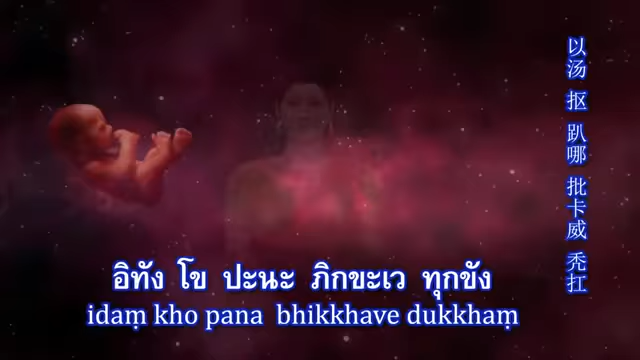 อิทัง โข ปะนะ ภิกขะเว ทุกขัง
idaṃ kho pana bhikkhave dukkhaṃ
以汤 抠 趴哪 批卡威 秃扛